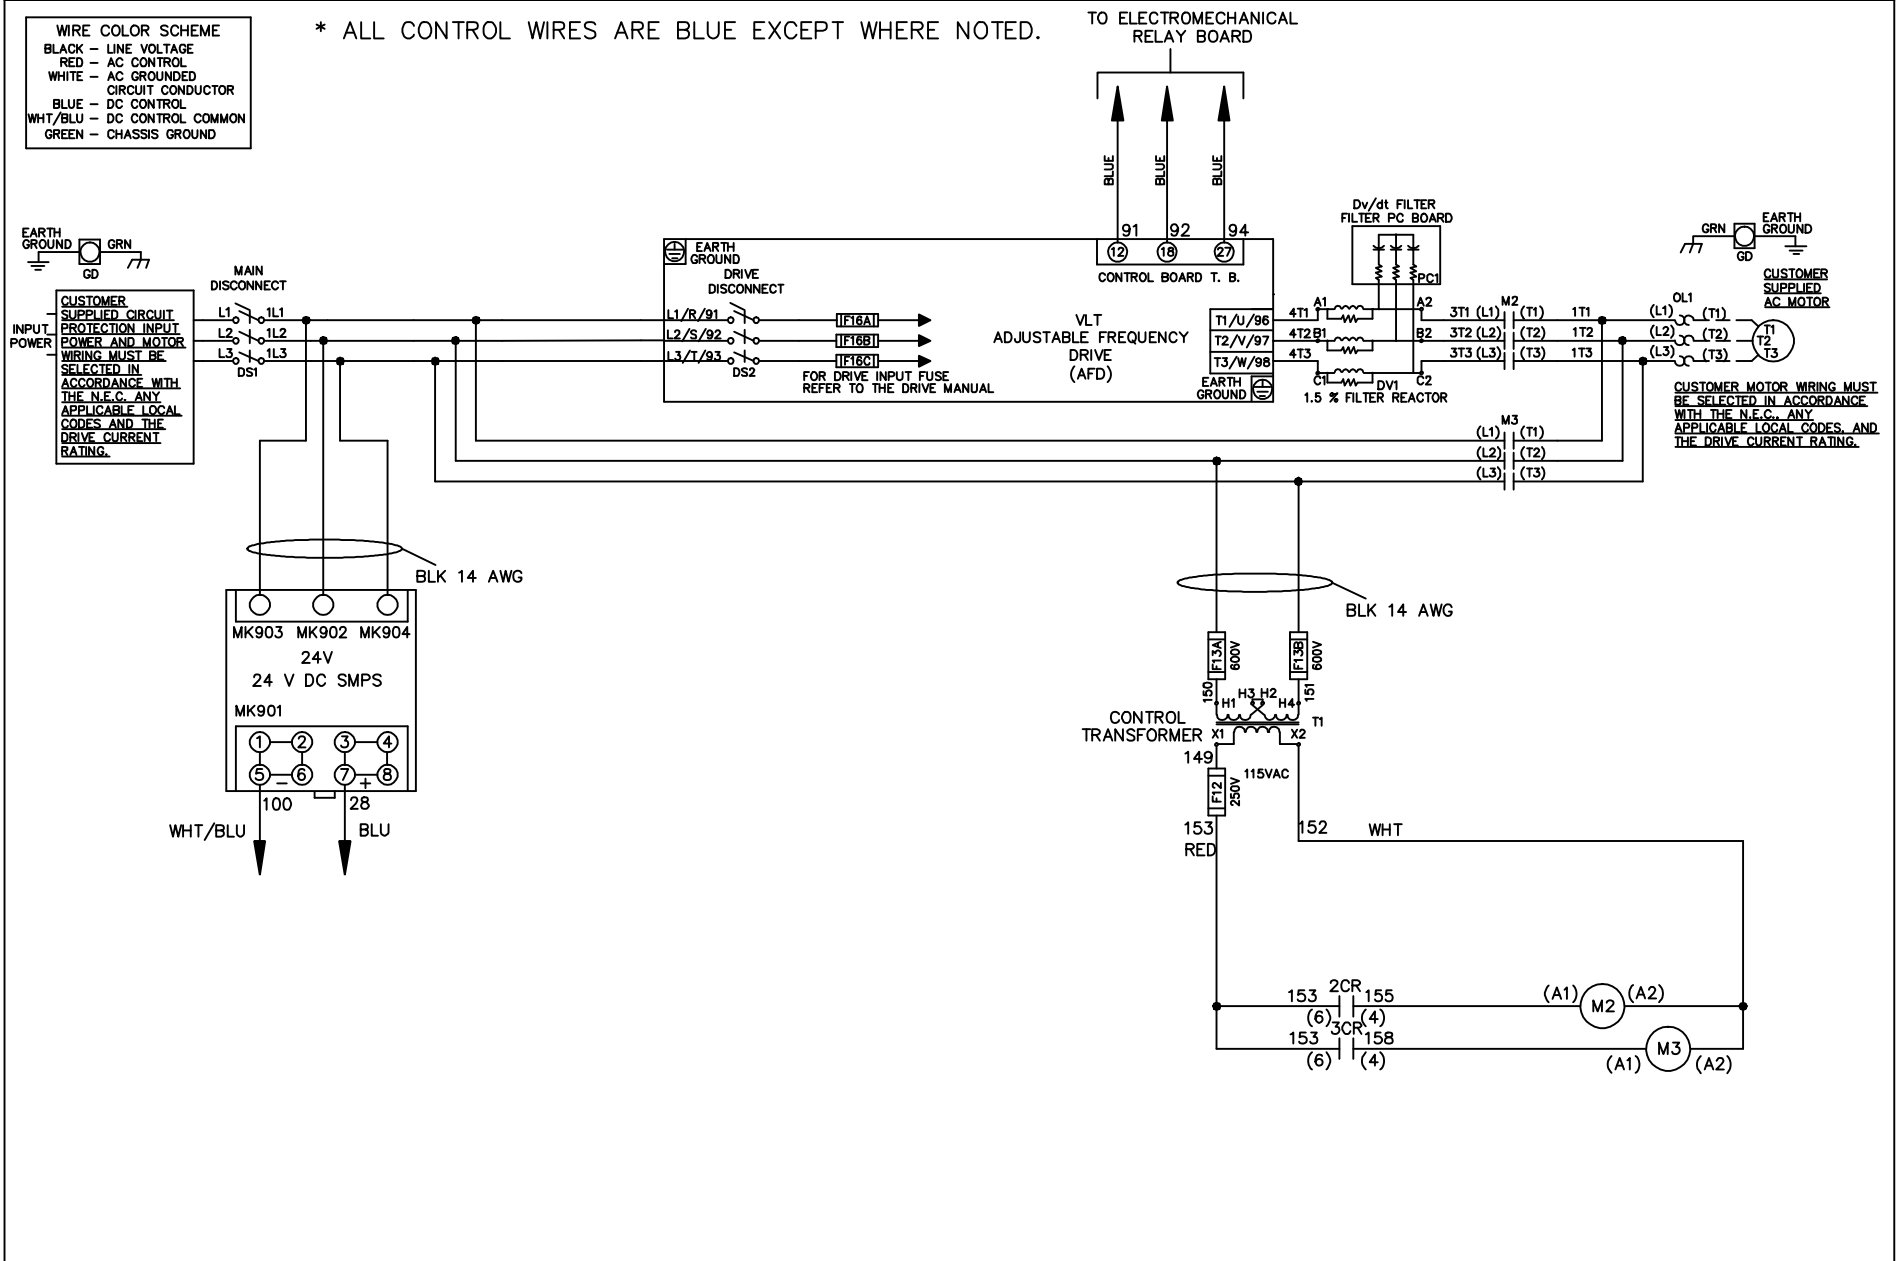 WIRE COLOR SCHEME
BLACK – LINE VOLTAGE
RED – AC CONTROL
WHITE – AC GROUNDED
CIRCUIT CONDUCTOR
BLUE – DC CONTROL
WHT/BLU – DC CONTROL COMMON
GREEN – CHASSIS GROUND
* ALL CONTROL WIRES ARE BLUE EXCEPT WHERE NOTED.
TO ELECTROMECHANICAL
RELAY BOARD
BLUE
BLUE
BLUE
91 92 94
12 18 27
CONTROL BOARD T. B.
EARTH
GROUND
GRN
GD
INPUT
POWER
CUSTOMER
SUPPLIED CIRCUIT
PROTECTION INPUT
POWER AND MOTOR
WIRING MUST BE
SELECTED IN
ACCORDANCE WITH
THE N.E.C. ANY
APPLICABLE LOCAL
CODES AND THE
DRIVE CURRENT
RATING.
MAIN
DISCONNECT
L1 1L1
L2 1L2
L3 1L3
DS1
EARTH
GROUND
DRIVE
DISCONNECT
L1/R/91
L2/S/92
L3/T/93
DS2
IF16A
IF16B
IF16C
FOR DRIVE INPUT FUSE
REFER TO THE DRIVE MANUAL
VLT
ADJUSTABLE FREQUENCY
DRIVE
(AFD)
T1/U/96
T2/V/97
T3/W/98
EARTH
GROUND
Dv/dt FILTER
FILTER PC BOARD
PC1
4T1 A1 A2
4T2 B1 B2
4T3
C1 DV1 C2
1.5 % FILTER REACTOR
M2
3T1 (L1) (T1) 1T1
3T2 (L2) (T2) 1T2
3T3 (L3) (T3) 1T3
OL1
(L1) (T1)
(L2) (T2)
(L3) (T3)
T1
T2
T3
GRN
EARTH
GROUND
GD
CUSTOMER
SUPPLIED
AC MOTOR
CUSTOMER MOTOR WIRING MUST
BE SELECTED IN ACCORDANCE
WITH THE N.E.C., ANY
APPLICABLE LOCAL CODES, AND
THE DRIVE CURRENT RATING.
M3
(L1) (T1)
(L2) (T2)
(L3) (T3)
BLK 14 AWG
MK903 MK902 MK904
24V
24 V DC SMPS
MK901
1 2 3 4
5 6 7 8
– +
100 28
WHT/BLU BLU
BLK 14 AWG
F13A 600V
F13B 600V
150 151
H1 H3 H2 H4
T1
CONTROL
TRANSFORMER
X1 X2
149
115VAC
F12 250V
153
RED
152 WHT
2CR
153 155
(6) (4)
(A1) M2 (A2)
3CR
153 158
(6) (4)
(A1) M3 (A2)